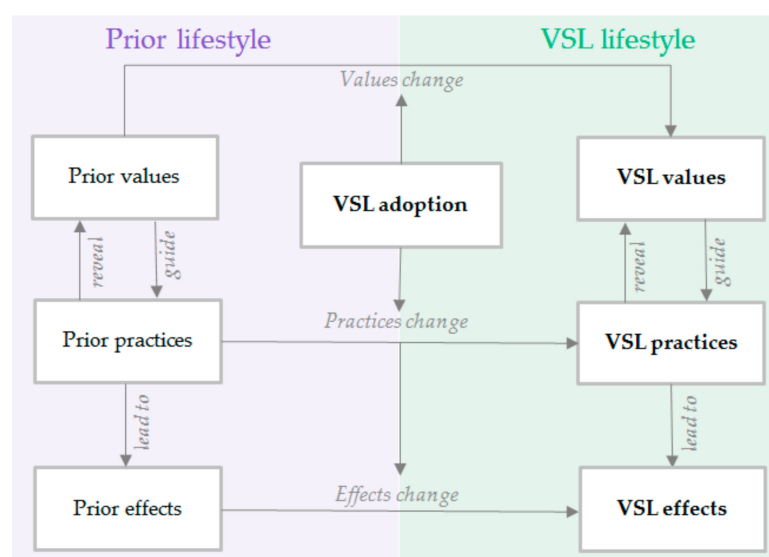 Prior lifestyle
VSL lifestyle
Values change
Prior values
VSL adoption
VSL values
reveal
guide
reveal
guide
Prior practices
Practices change
VSL practices
lead to
lead to
Prior effects
Effects change
VSL effects